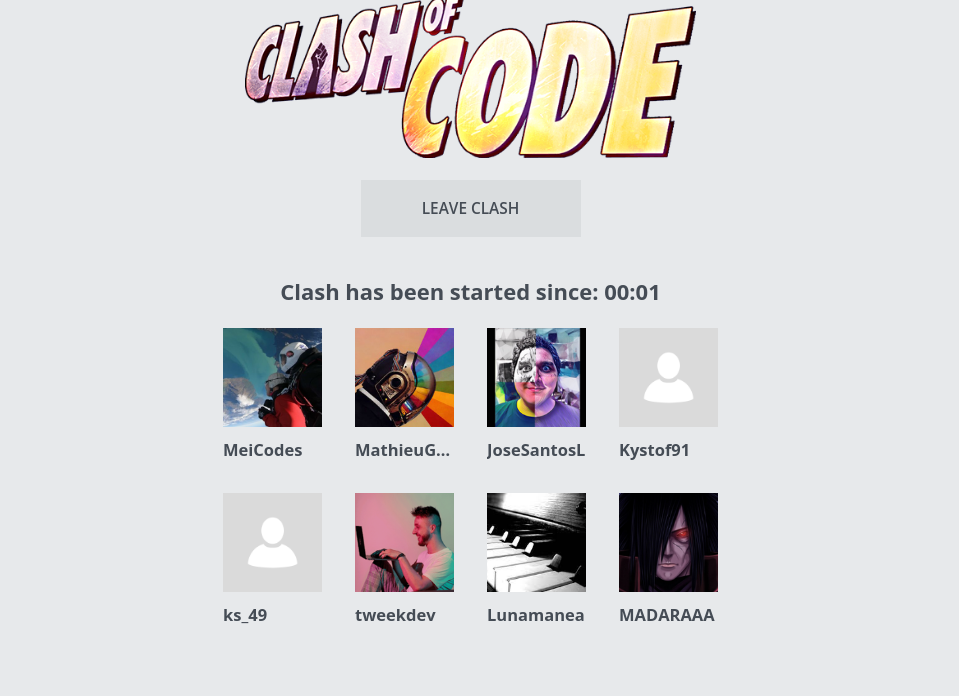 CLASH OF
CODE
LEAVE CLASH
Clash has been started since: 00:01
MeiCodes
MathieuG...
JoseSantosL
Kystof91
ks_49
tweekdev
Lunamanea
MADARAAA